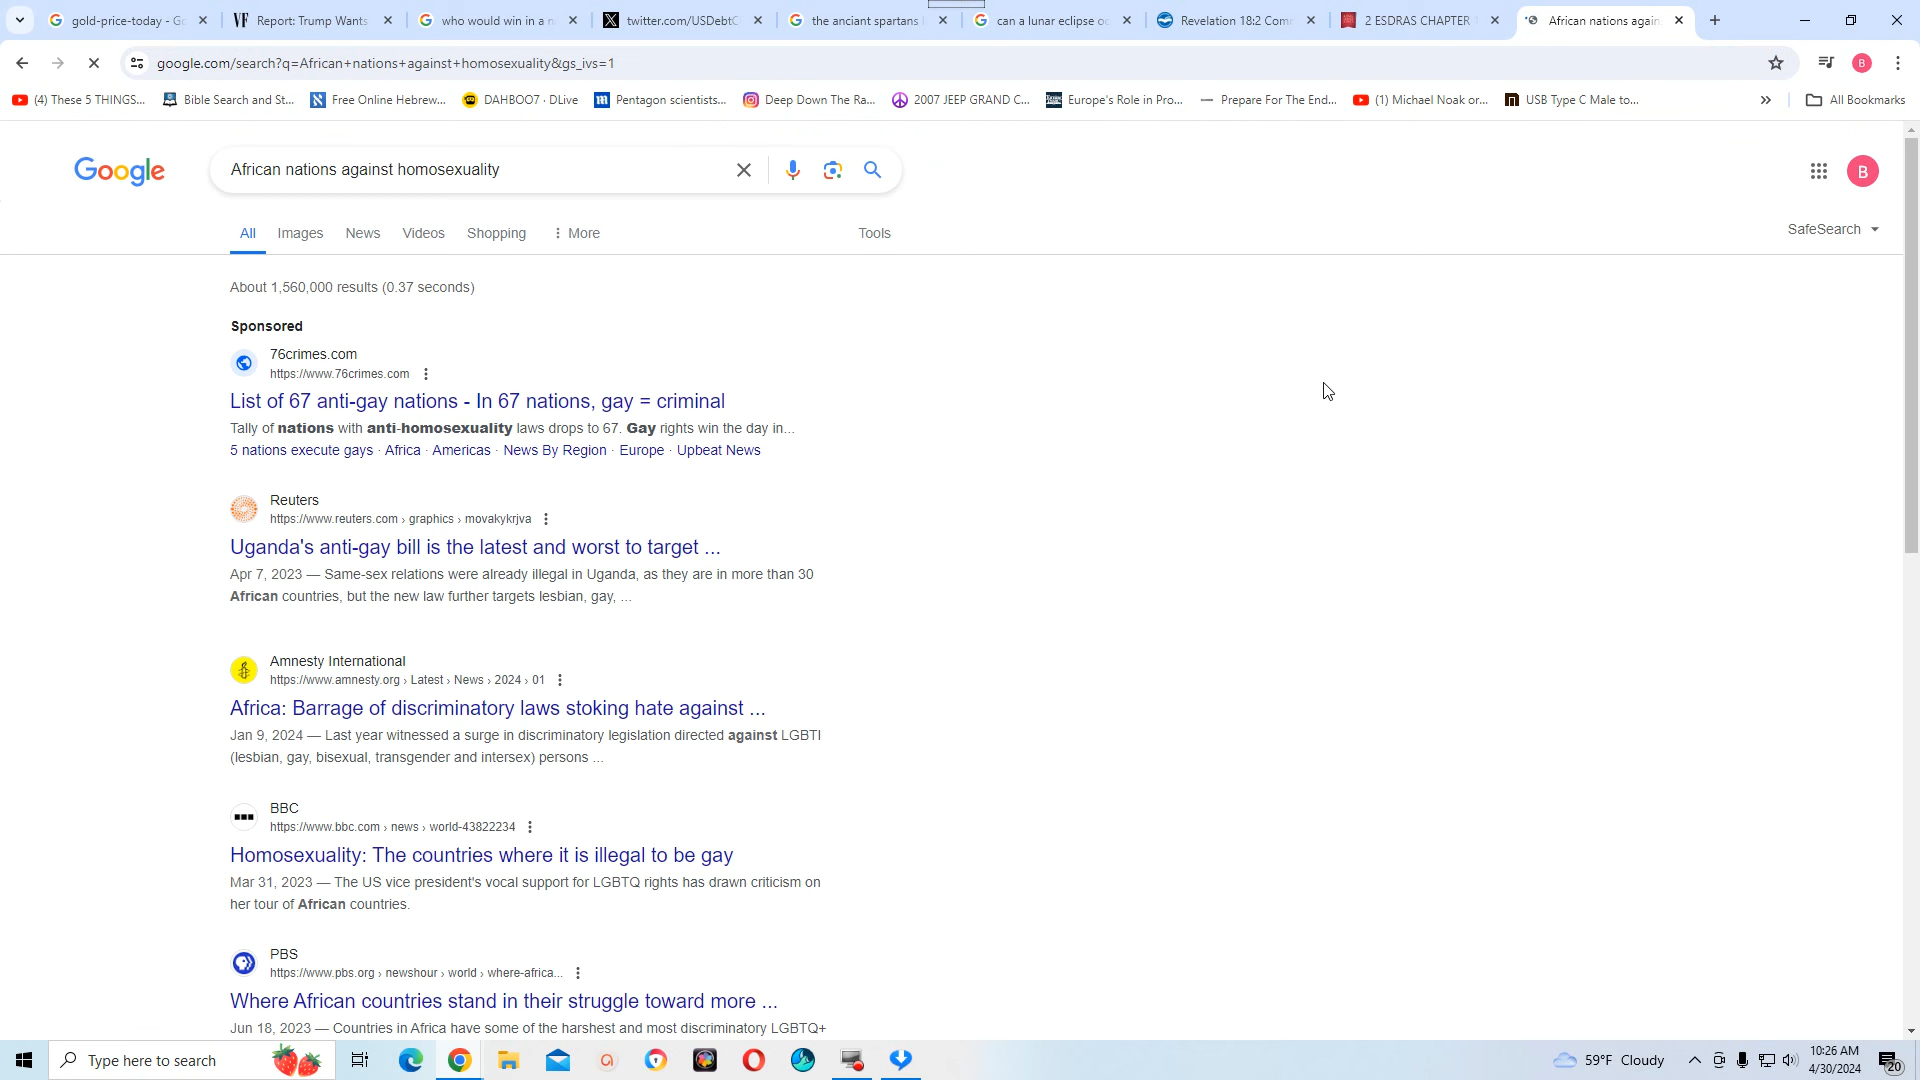 gold-price-today - Go
Report: Trump Wants
who would win in a n
twitter.com/USDebtC
the anciant spartans
can a lunar eclipse oc
Revelation 18:2 Com
2 ESDRAS CHAPTER
African nations again
google.com/search?q=African+nations+against+homosexuality&gs_ivs=1
B
(4) These 5 THINGS...
Bible Search and St...
Free Online Hebrew...
DAHBOO7 · DLive
Pentagon scientists...
Deep Down The Ra...
2007 JEEP GRAND C...
Europe's Role in Pro...
Prepare For The End...
(1) Michael Noak or...
USB Type C Male to...
»
All Bookmarks
Google
African nations against homosexuality
B
All
Images
News
Videos
Shopping
More
Tools
SafeSearch
About 1,560,000 results (0.37 seconds)
Sponsored
76crimes.com
https://www.76crimes.com
List of 67 anti-gay nations - In 67 nations, gay = criminal
Tally of nations with anti-homosexuality laws drops to 67. Gay rights win the day in...
5 nations execute gays · Africa · Americas · News By Region · Europe · Upbeat News
Reuters
https://www.reuters.com › graphics › movakykrjva
Uganda's anti-gay bill is the latest and worst to target ...
Apr 7, 2023 — Same-sex relations were already illegal in Uganda, as they are in more than 30
African countries, but the new law further targets lesbian, gay, ...
Amnesty International
https://www.amnesty.org › Latest › News › 2024 › 01
Africa: Barrage of discriminatory laws stoking hate against ...
Jan 9, 2024 — Last year witnessed a surge in discriminatory legislation directed against LGBTI
(lesbian, gay, bisexual, transgender and intersex) persons ...
BBC
https://www.bbc.com › news › world-43822234
Homosexuality: The countries where it is illegal to be gay
Mar 31, 2023 — The US vice president's vocal support for LGBTQ rights has drawn criticism on
her tour of African countries.
PBS
https://www.pbs.org › newshour › world › where-africa...
Where African countries stand in their struggle toward more ...
Jun 18, 2023 — Countries in Africa have some of the harshest and most discriminatory LGBTQ+
Type here to search
59°F Cloudy
10:26 AM
4/30/2024
20